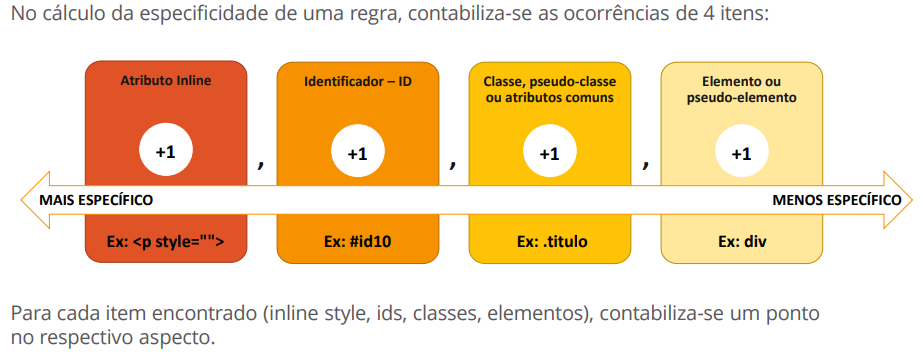 No cálculo da especificidade de uma regra, contabiliza-se as ocorrências de 4 itens:
Atributo Inline
+1
,
Identificador – ID
+1
,
Classe, pseudo-classe
ou atributos comuns
+1
,
Elemento ou
pseudo-elemento
+1
MAIS ESPECÍFICO
MENOS ESPECÍFICO
Ex: <p style="">
Ex: #id10
Ex: .titulo
Ex: div
Para cada item encontrado (inline style, ids, classes, elementos), contabiliza-se um ponto
no respectivo aspecto.